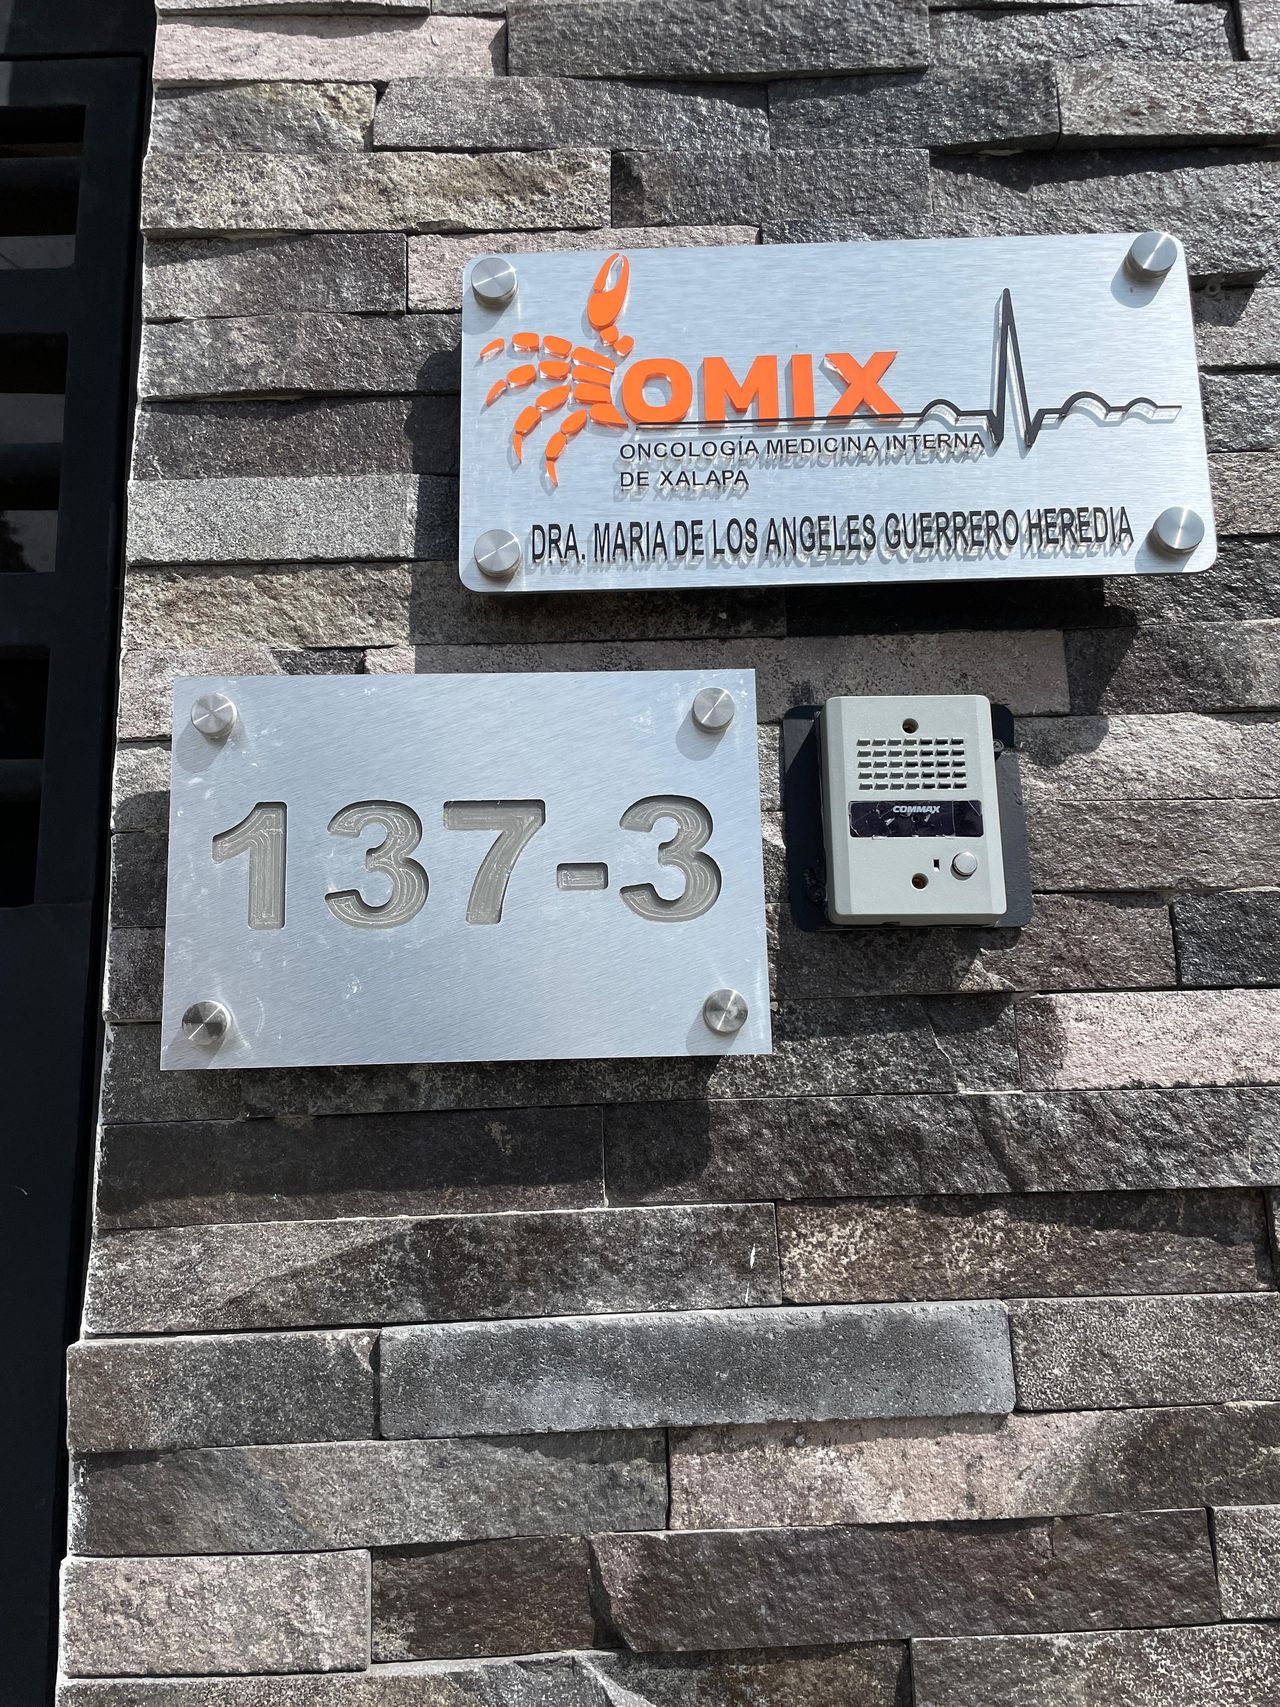 OMIX
ONCOLOGÍA MEDICINA INTERNA
DE XALAPA
DRA. MARIA DE LOS ANGELES GUERRERO HEREDIA
137-3
COMMAX